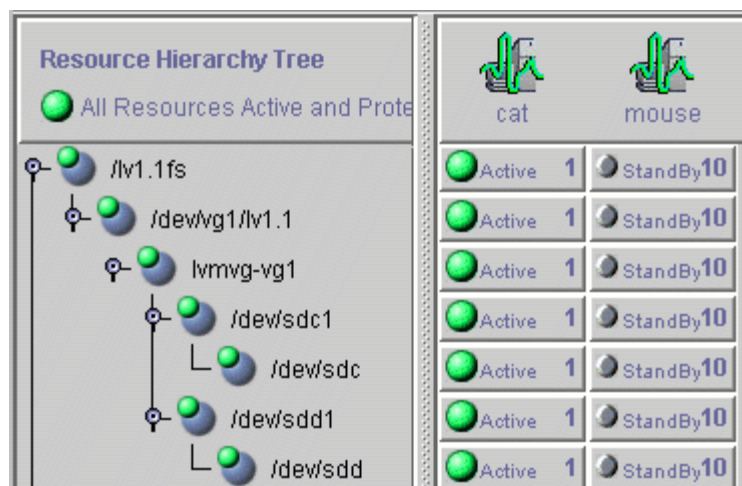 Resource Hierarchy Tree
All Resources Active and Prote
cat mouse
/lv1.1fs Active 1 StandBy 10
/dev/vg1/lv1.1 Active 1 StandBy 10
lvmvg-vg1 Active 1 StandBy 10
/dev/sdc1 Active 1 StandBy 10
/dev/sdc Active 1 StandBy 10
/dev/sdd1 Active 1 StandBy 10
/dev/sdd Active 1 StandBy 10